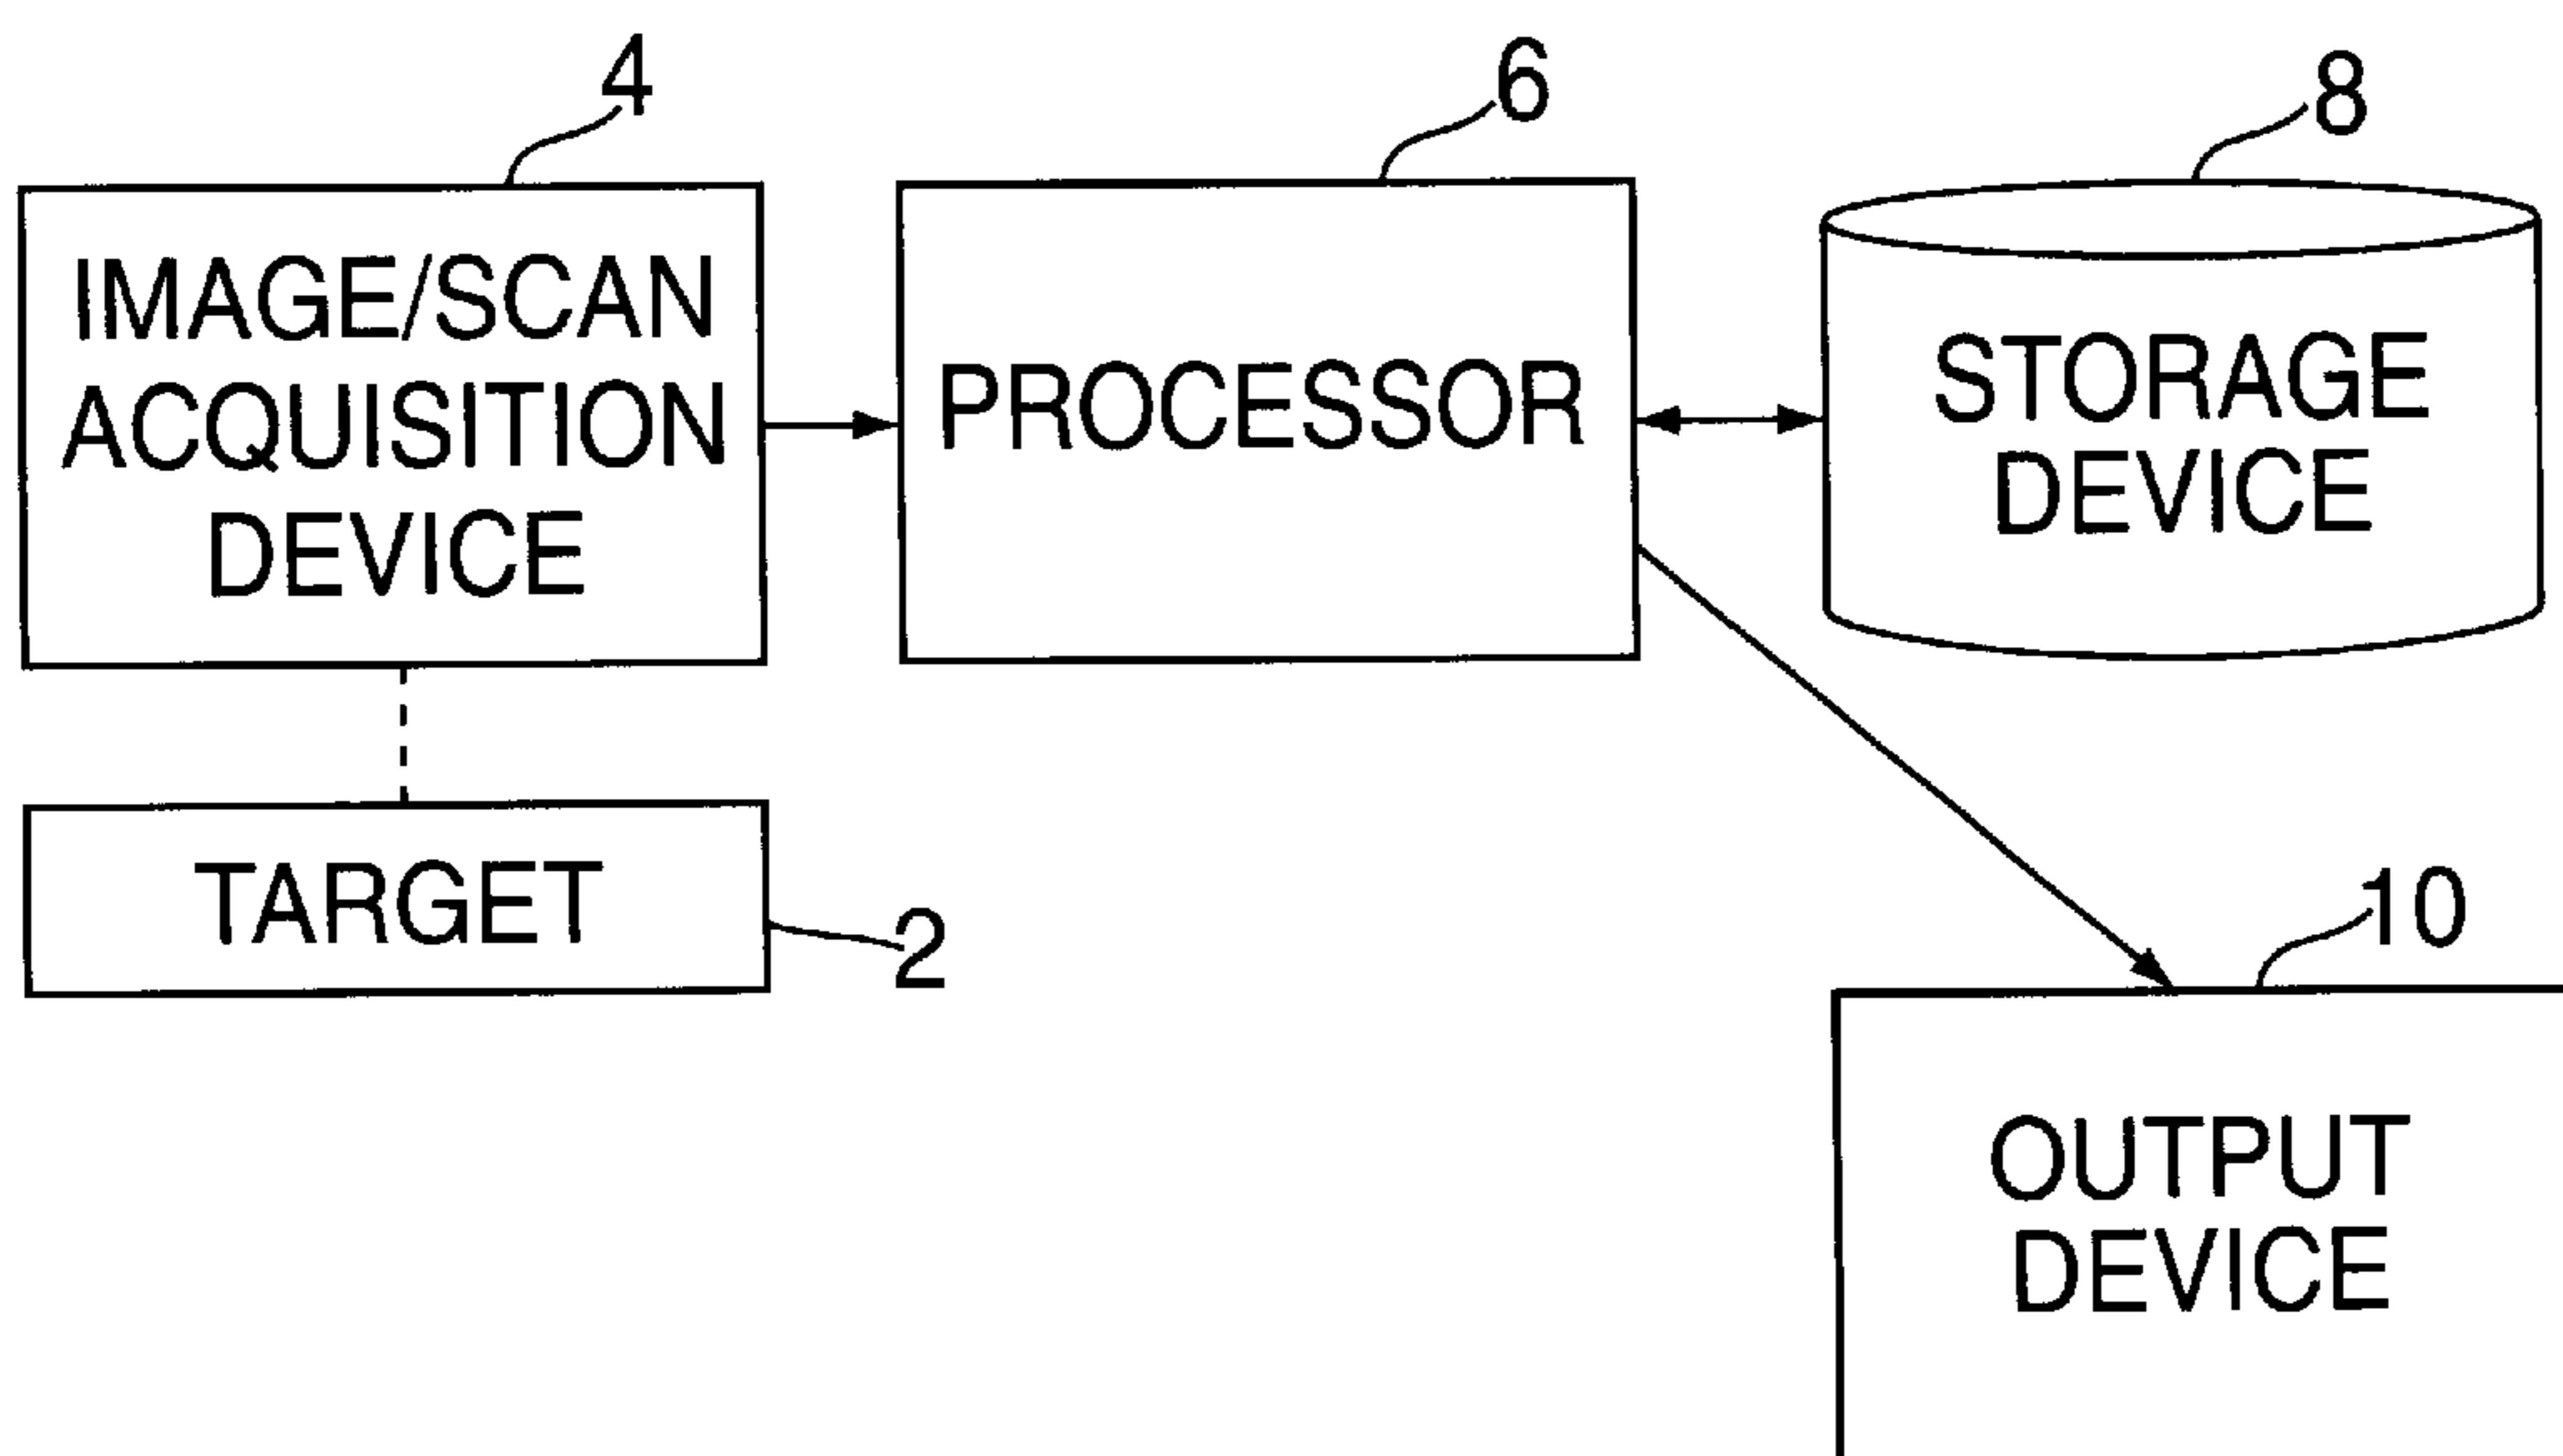 4
6
8
IMAGE/SCAN
ACQUISITION
DEVICE
PROCESSOR
STORAGE
DEVICE
TARGET
2
10
OUTPUT
DEVICE